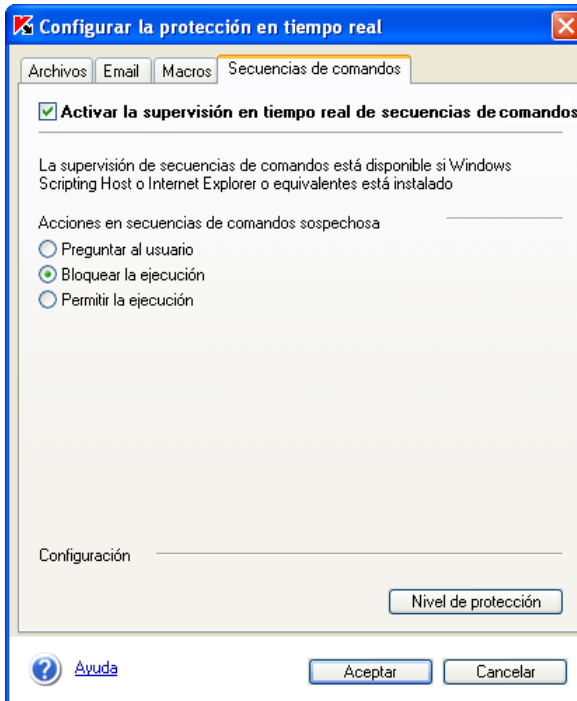 Configurar la protección en tiempo real
Archivos Email Macros Secuencias de comandos
Activar la supervisión en tiempo real de secuencias de comandos
La supervisión de secuencias de comandos está disponible si Windows
Scripting Host o Internet Explorer o equivalentes está instalado
Acciones en secuencias de comandos sospechosa
Preguntar al usuario
Bloquear la ejecución
Permitir la ejecución
Configuración
Nivel de protección
Ayuda Aceptar Cancelar